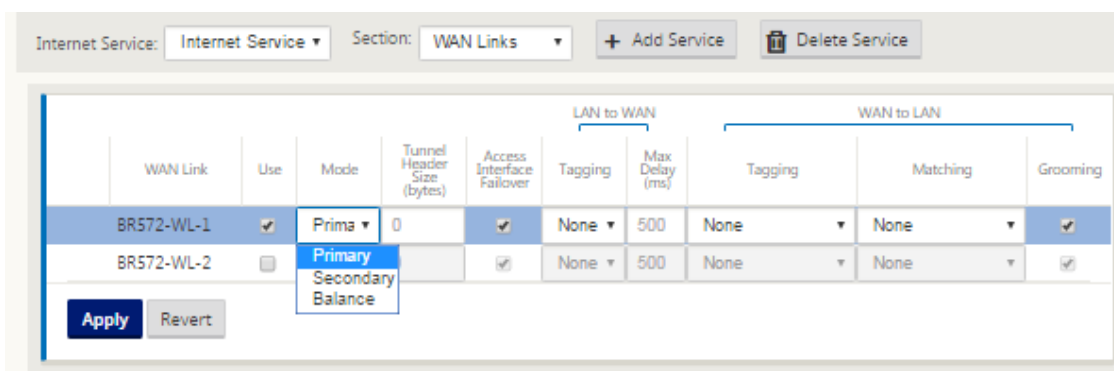 Internet Service: Internet Service ▾ Section: WAN Links ▾ + Add Service Delete Service
LAN to WAN WAN to LAN
WAN Link Use Mode Tunnel Header Size (bytes) Access Interface Failover Tagging Max Delay (ms) Tagging Matching Grooming
BR572-WL-1 Prima ▾ 0 None ▾ 500 None ▾ None ▾
BR572-WL-2 None ▾ 500 None ▾ None ▾
Primary
Secondary
Balance
Apply Revert